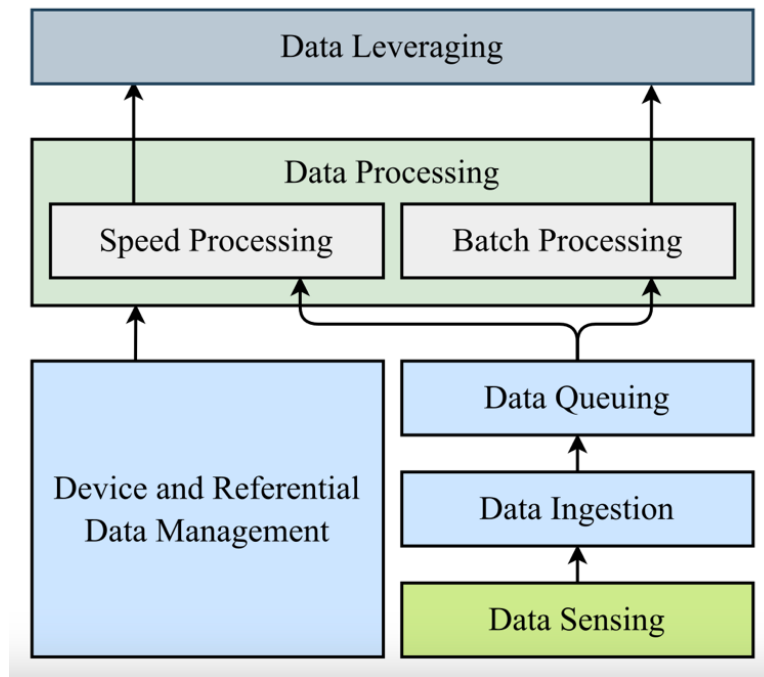 Data Leveraging
Data Processing
Speed Processing
Batch Processing
Device and Referential
Data Management
Data Queuing
Data Ingestion
Data Sensing